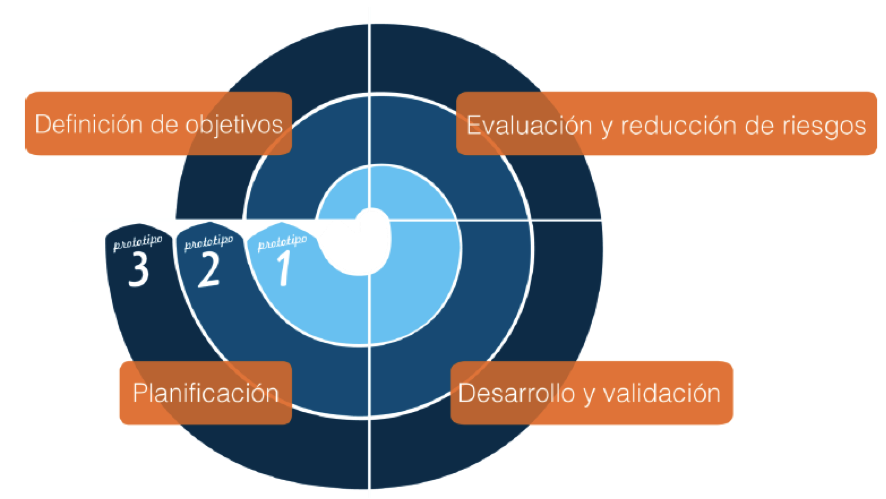 Definición de objetivos
Evaluación y reducción de riesgos
prototipo
3
prototipo
2
prototipo
1
Planificación
Desarrollo y validación